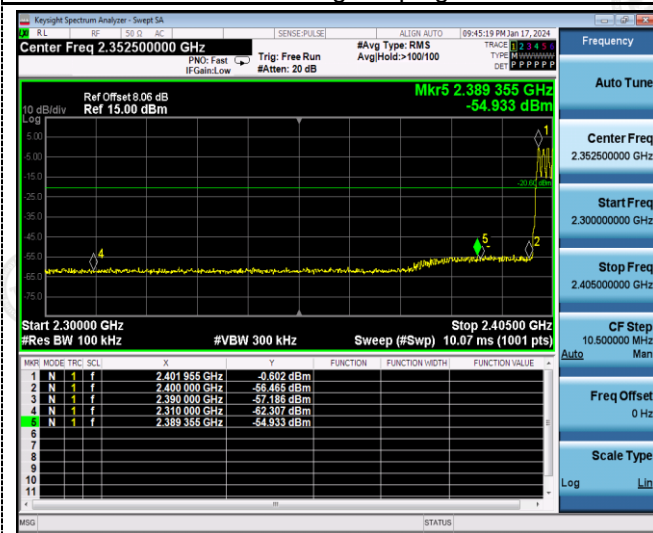 Keysight Spectrum Analyzer - Swept SA
RL RF 50 Ω AC SENSE:PULSE ALIGN AUTO 09:45:19 PM Jan 17, 2024
Center Freq 2.352500000 GHz
PNO: Fast
IFGain:Low
Trig: Free Run
#Atten: 20 dB
#Avg Type: RMS
Avg|Hold:>100/100
TRACE 1 2 3 4 5 6
TYPE M WWWWW
DET P P P P P P
Ref Offset 8.06 dB
10 dB/div Ref 15.00 dBm
Log
Mkr5 2.389 355 GHz
-54.933 dBm
5.00
-5.00
-15.0
-25.0
-35.0
-45.0
-55.0
-65.0
-75.0
-20.60 dBm
1
2
5
4
Start 2.30000 GHz Stop 2.40500 GHz
#Res BW 100 kHz #VBW 300 kHz Sweep (#Swp) 10.07 ms (1001 pts)
MKR MODE TRC SCL X Y FUNCTION FUNCTION WIDTH FUNCTION VALUE
1 N 1 f 2.401 955 GHz -0.602 dBm
2 N 1 f 2.400 000 GHz -56.465 dBm
3 N 1 f 2.390 000 GHz -57.186 dBm
4 N 1 f 2.310 000 GHz -62.307 dBm
5 N 1 f 2.389 355 GHz -54.933 dBm
6
7
8
9
10
11
MSG STATUS
Frequency
Auto Tune
Center Freq
2.352500000 GHz
Start Freq
2.300000000 GHz
Stop Freq
2.405000000 GHz
CF Step
10.500000 MHz
Auto Man
Freq Offset
0 Hz
Scale Type
Log Lin